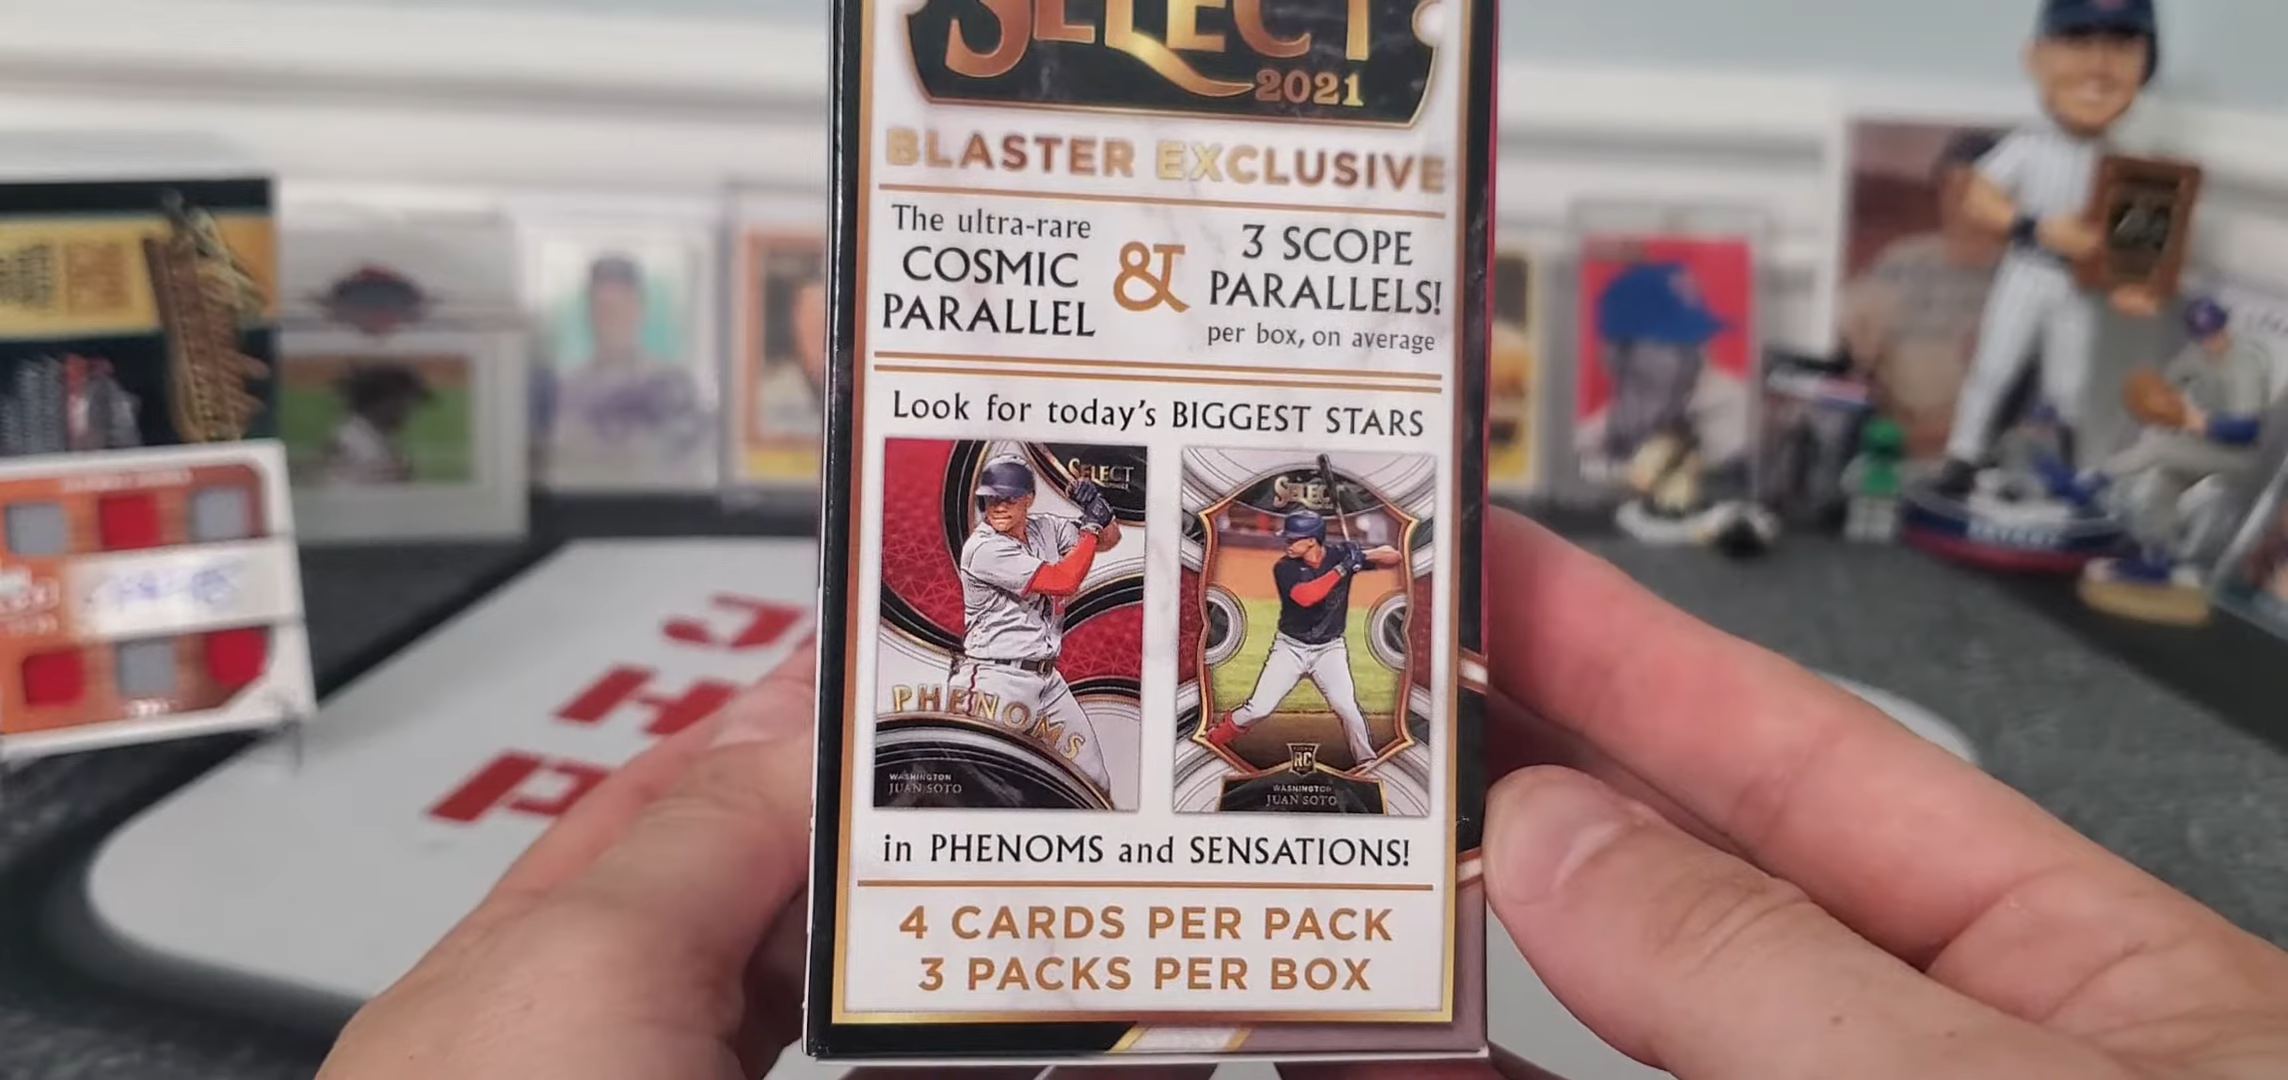 SELECT
2021
BLASTER EXCLUSIVE
The ultra-rare
COSMIC
PARALLEL
&
3 SCOPE
PARALLELS!
per box, on average
Look for today's BIGGEST STARS
SELECT
PHENOMS
WASHINGTON
JUAN SOTO
SELECT
RC
WASHINGTON
JUAN SOTO
in PHENOMS and SENSATIONS!
4 CARDS PER PACK
3 PACKS PER BOX
J
H
P